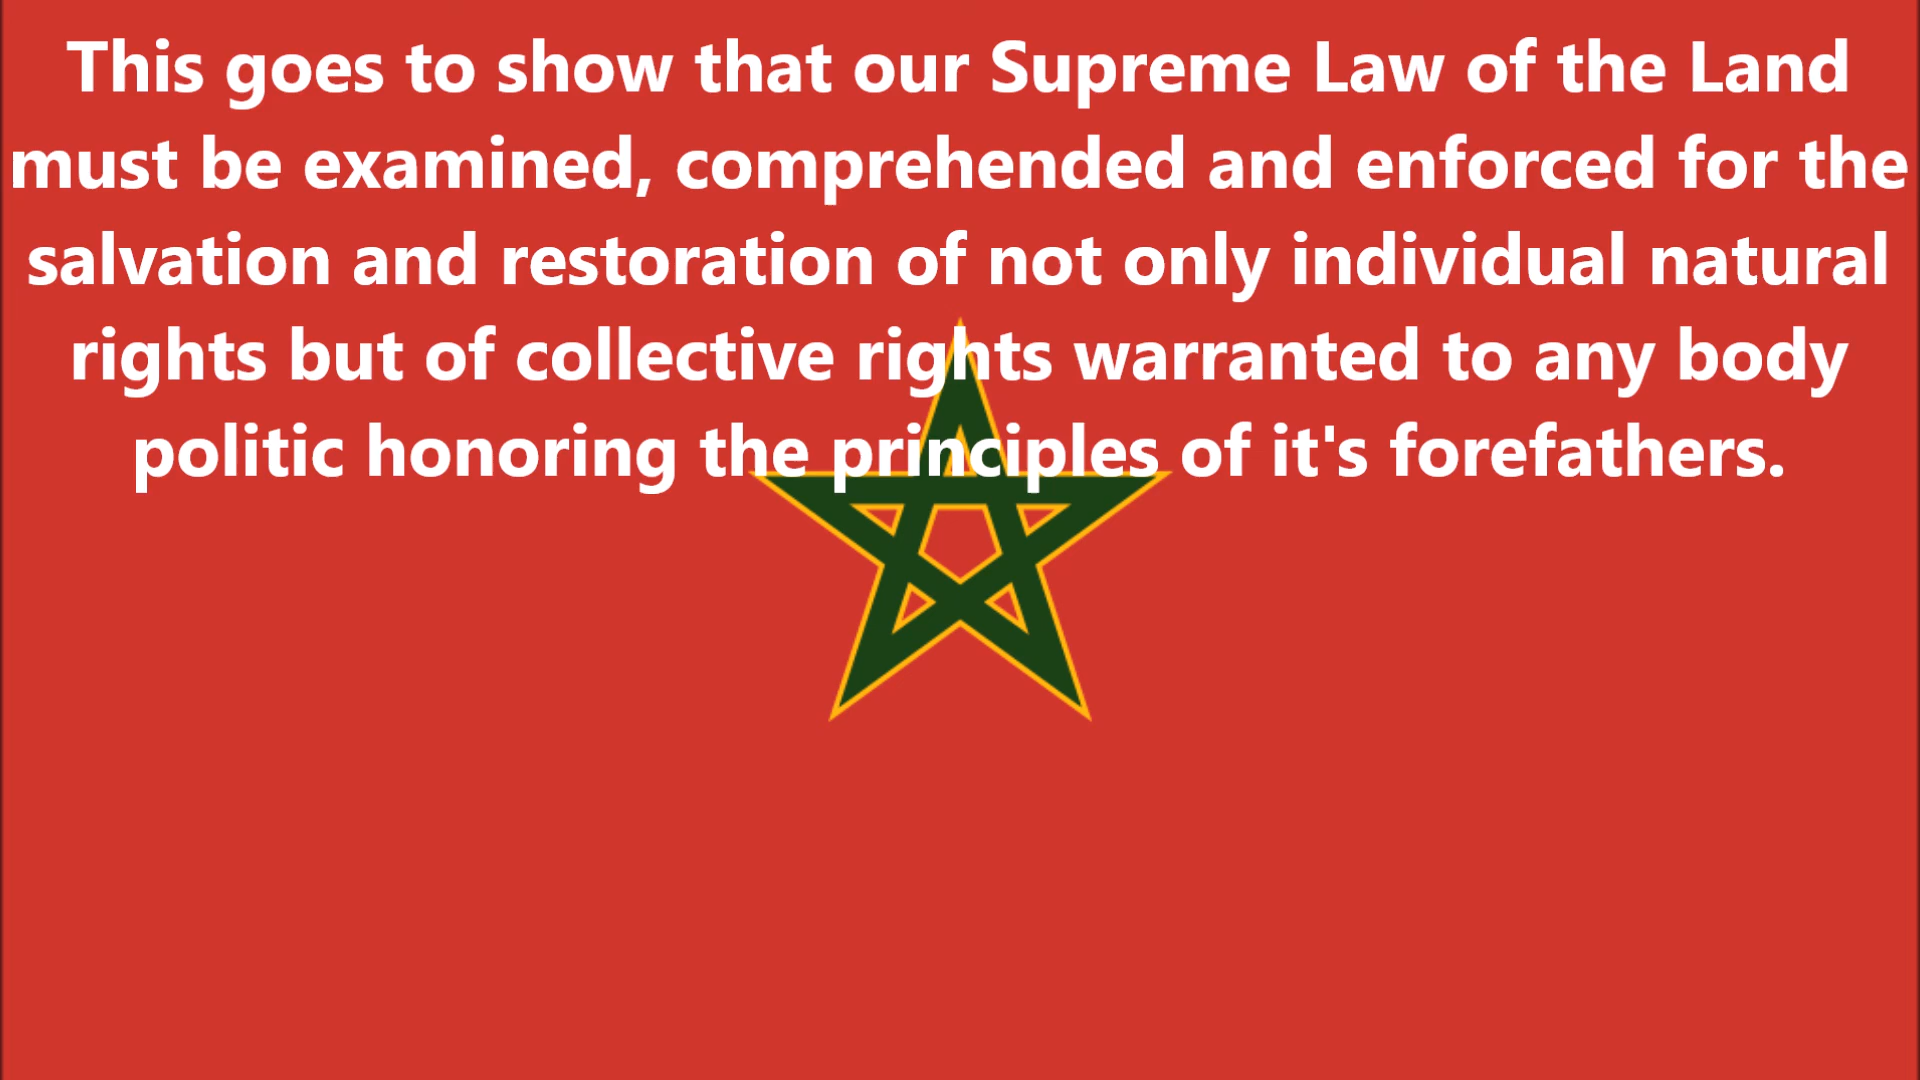 This goes to show that our Supreme Law of the Land
must be examined, comprehended and enforced for the
salvation and restoration of not only individual natural
rights but of collective rights warranted to any body
politic honoring the principles of it's forefathers.